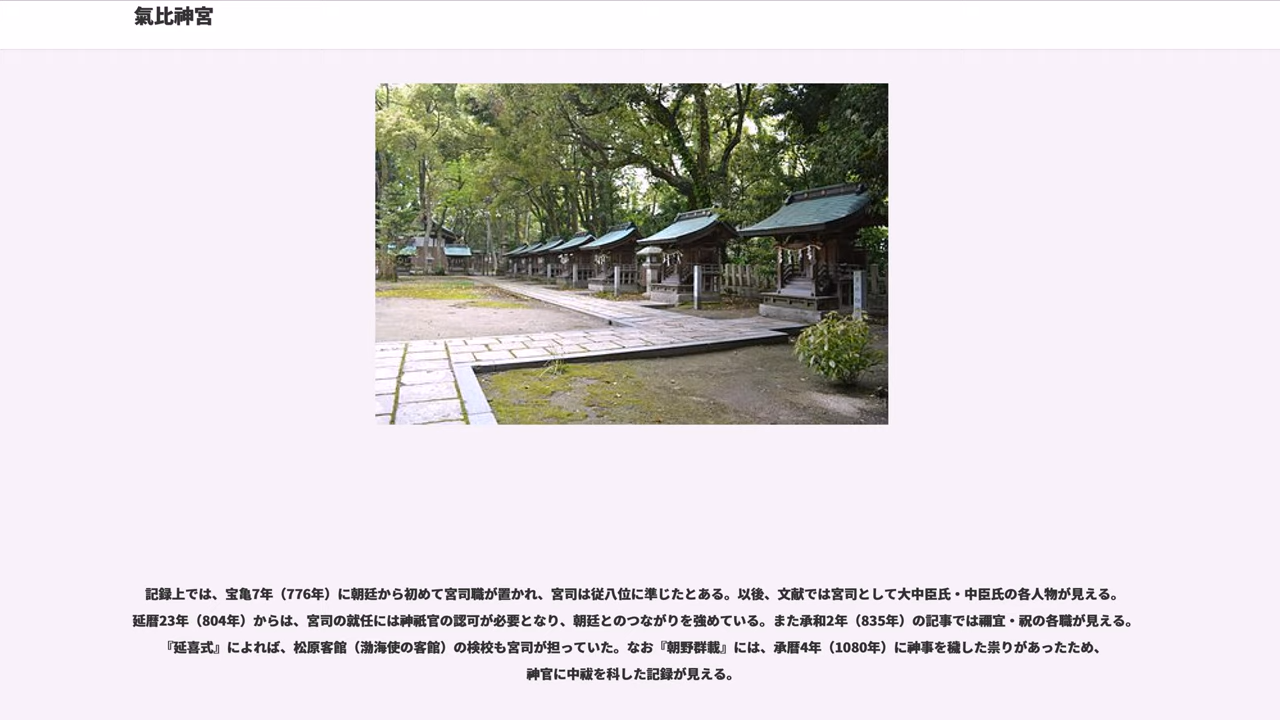 氣比神宮
記録上では、宝亀7年（776年）に朝廷から初めて宮司職が置かれ、宮司は従八位に準じたとある。以後、文献では宮司として大中臣氏・中臣氏の各人物が見える。
延暦23年（804年）からは、宮司の就任には神祇官の認可が必要となり、朝廷とのつながりを強めている。また承和2年（835年）の記事では禰宜・祝の各職が見える。
『延喜式』によれば、松原客館（渤海使の客館）の検校も宮司が担っていた。なお『朝野群載』には、承暦4年（1080年）に神事を穢した祟りがあったため、
神官に中祓を科した記録が見える。